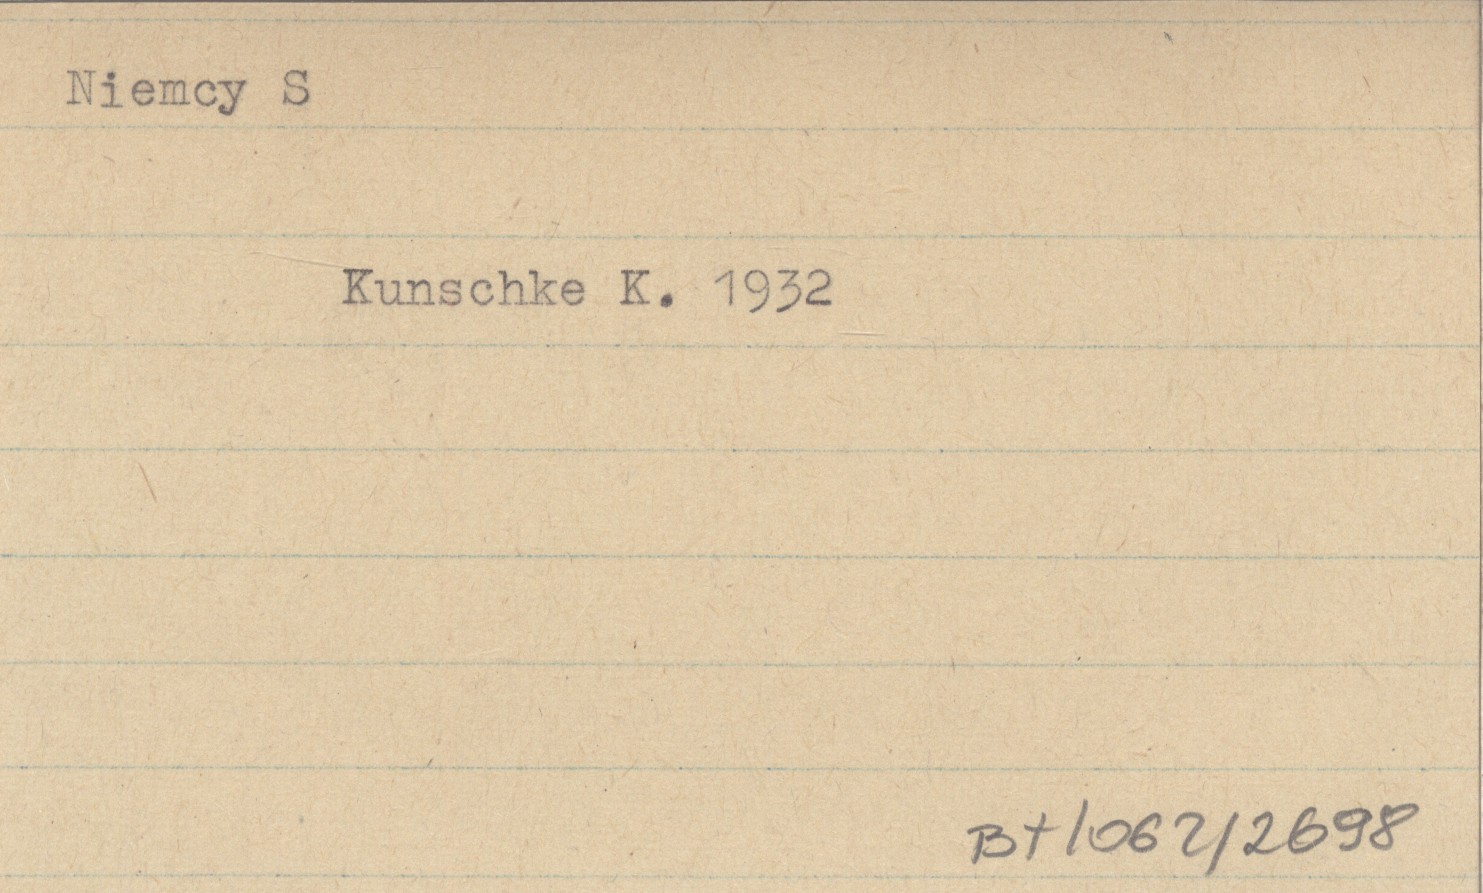 Niemcy S
Kunschke K. 1932
Bt/062/2698